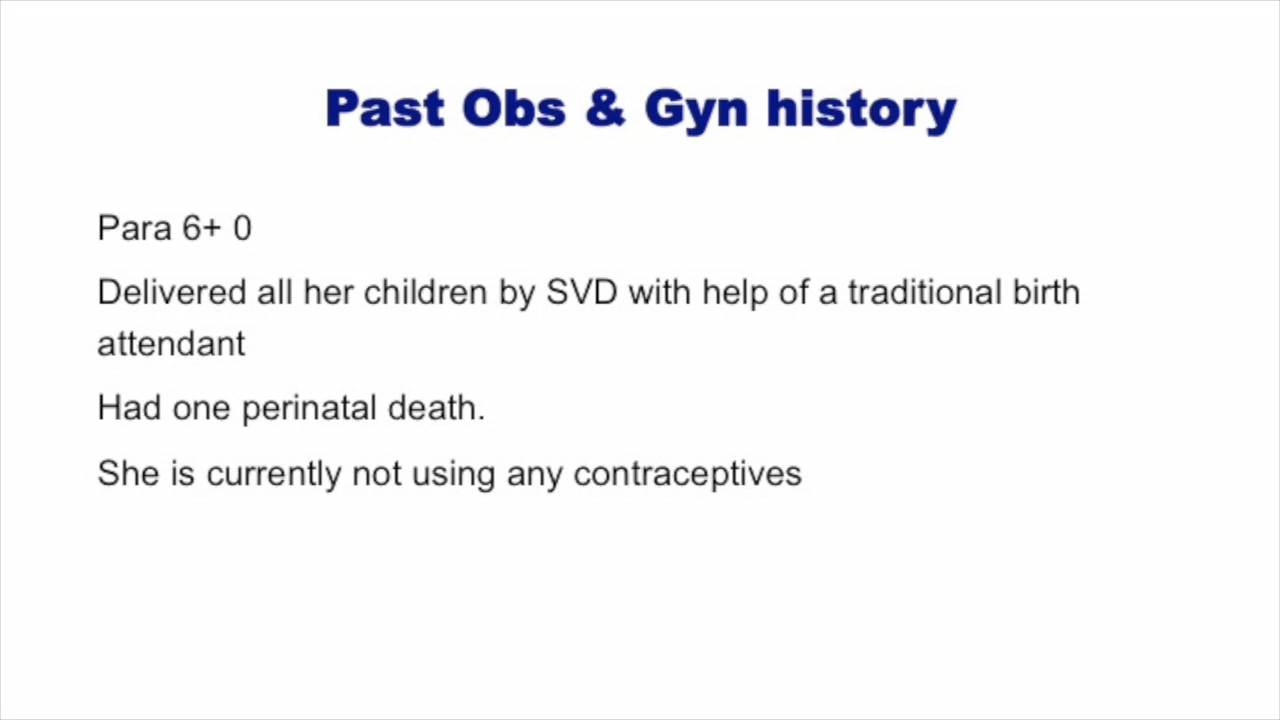 Past Obs & Gyn history
Para 6+ 0
Delivered all her children by SVD with help of a traditional birth
attendant
Had one perinatal death.
She is currently not using any contraceptives